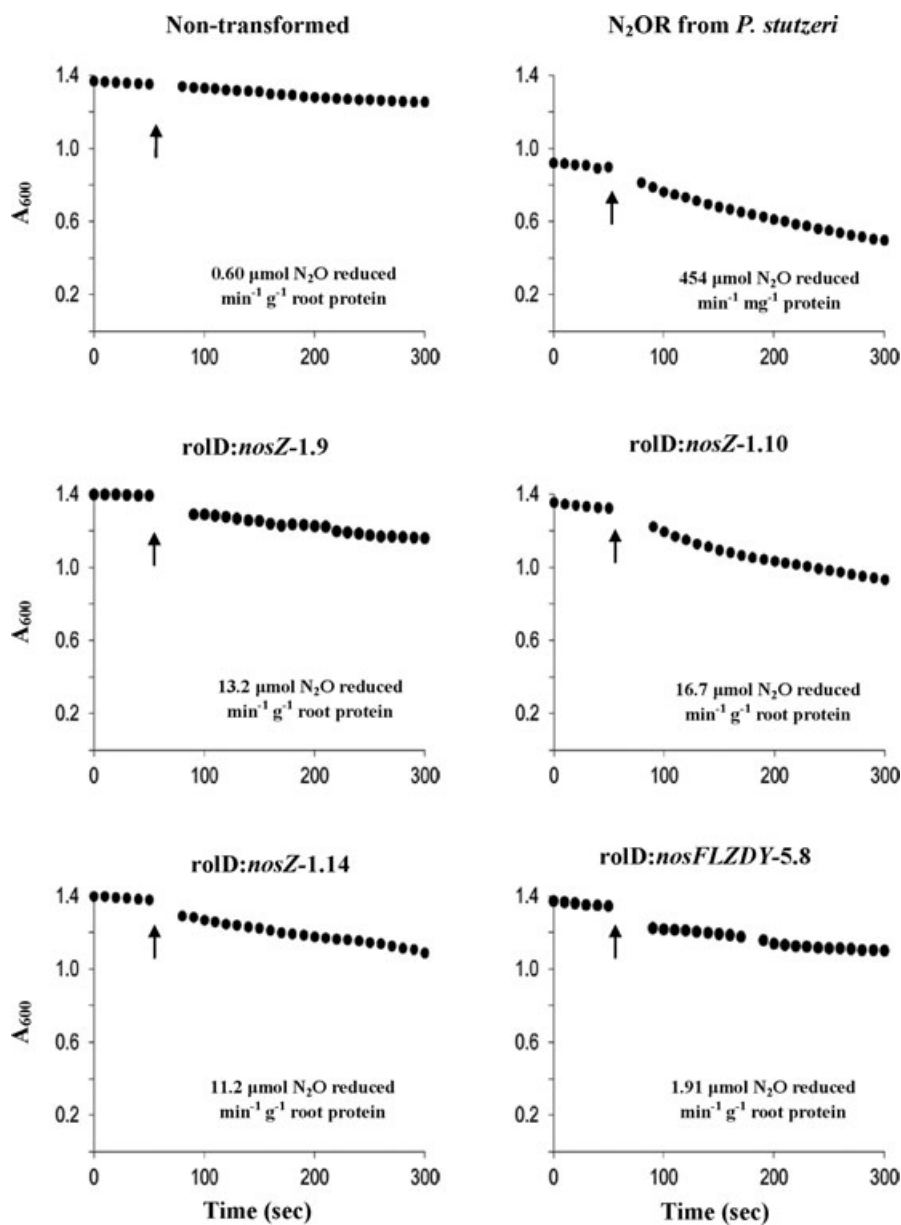 Non-transformed
1.4
1.0
0.6
0.2
A₆₀₀
0.60 μmol N₂O reduced
min⁻¹ g⁻¹ root protein
0 100 200 300
N₂OR from P. stutzeri
1.4
1.0
0.6
0.2
454 μmol N₂O reduced
min⁻¹ mg⁻¹ protein
0 100 200 300
rolD:nosZ-1.9
1.4
1.0
0.6
0.2
A₆₀₀
13.2 μmol N₂O reduced
min⁻¹ g⁻¹ root protein
0 100 200 300
rolD:nosZ-1.10
1.4
1.0
0.6
0.2
16.7 μmol N₂O reduced
min⁻¹ g⁻¹ root protein
0 100 200 300
rolD:nosZ-1.14
1.4
1.0
0.6
0.2
A₆₀₀
11.2 μmol N₂O reduced
min⁻¹ g⁻¹ root protein
0 100 200 300
Time (sec)
rolD:nosFLZDY-5.8
1.4
1.0
0.6
0.2
1.91 μmol N₂O reduced
min⁻¹ g⁻¹ root protein
0 100 200 300
Time (sec)